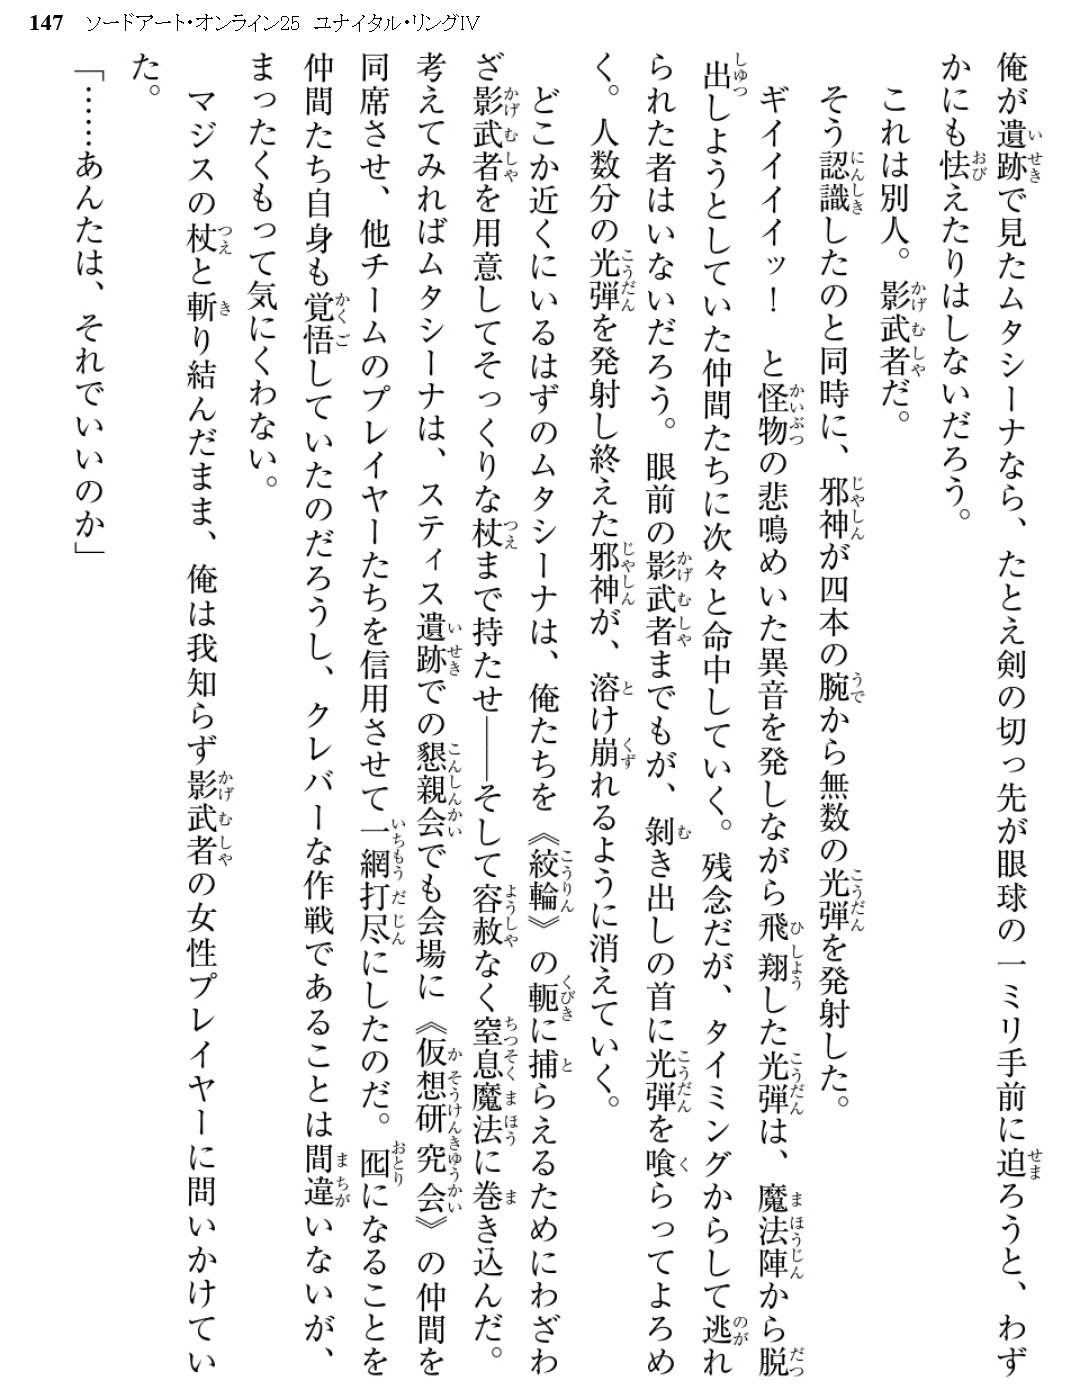 147 ソードアート・オンライン25 ユナイタル・リングIV
俺が遺跡で見たムタシーナなら、たとえ剣の切っ先が眼球の一ミリ手前に迫ろうと、わず
かにも怯えたりはしないだろう。
これは別人。影武者だ。
そう認識したのと同時に、邪神が四本の腕から無数の光弾を発射した。
ギイイイイッ！　と怪物の悲鳴めいた異音を発しながら飛翔した光弾は、魔法陣から脱
出しようとしていた仲間たちに次々と命中していく。残念だが、タイミングからして逃れ
られた者はいないだろう。眼前の影武者までもが、剝き出しの首に光弾を喰らってよろめ
く。人数分の光弾を発射し終えた邪神が、溶け崩れるように消えていく。
どこか近くにいるはずのムタシーナは、俺たちを《絞輪》の軛に捕らえるためにわざわ
ざ影武者を用意してそっくりな杖まで持たせ――そして容赦なく窒息魔法に巻き込んだ。
考えてみればムタシーナは、スティス遺跡での懇親会でも会場に《仮想研究会》の仲間を
同席させ、他チームのプレイヤーたちを信用させて一網打尽にしたのだ。囮になることを
仲間たち自身も覚悟していたのだろうし、クレバーな作戦であることは間違いないが、
まったくもって気にくわない。
マジスの杖と斬り結んだまま、俺は我知らず影武者の女性プレイヤーに問いかけてい
た。
「……あんたは、それでいいのか」